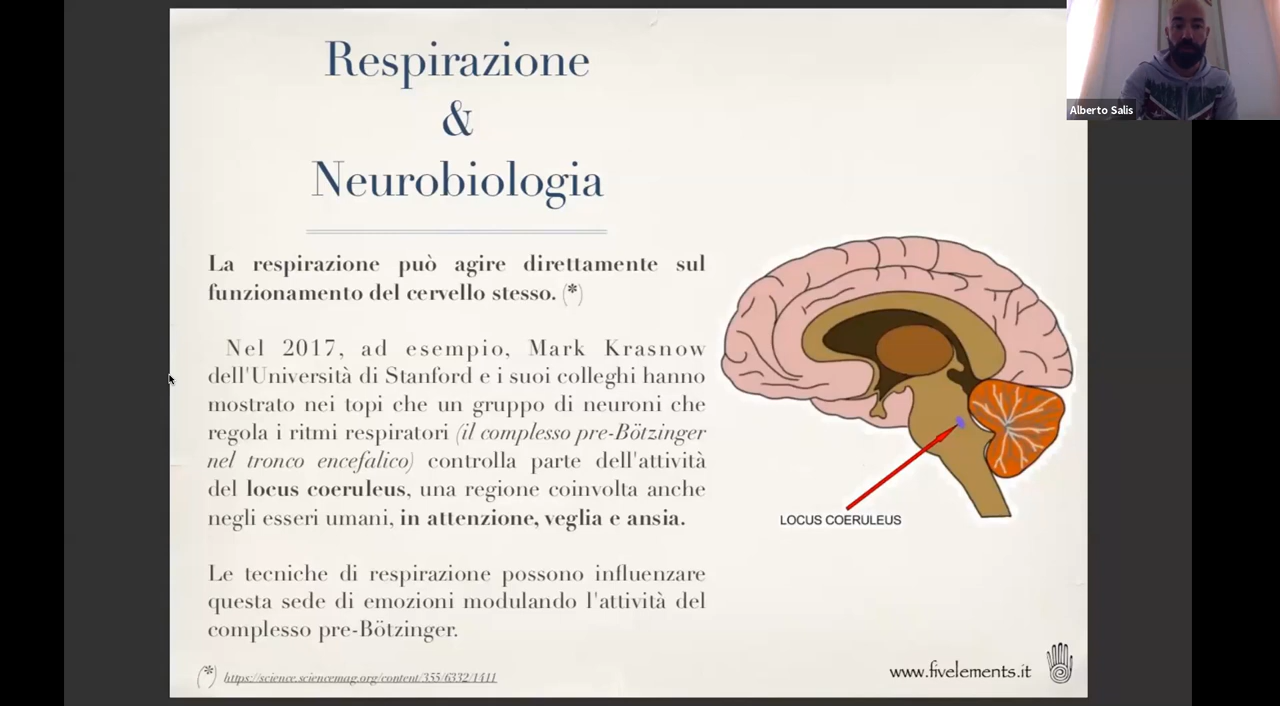 Respirazione
&
Neurobiologia
Alberto Salis
La respirazione può agire direttamente sul
funzionamento del cervello stesso. (*)
Nel 2017, ad esempio, Mark Krasnow
dell'Università di Stanford e i suoi colleghi hanno
mostrato nei topi che un gruppo di neuroni che
regola i ritmi respiratori (il complesso pre-Bötzinger
nel tronco encefalico) controlla parte dell'attività
del locus coeruleus, una regione coinvolta anche
negli esseri umani, in attenzione, veglia e ansia.
LOCUS COERULEUS
Le tecniche di respirazione possono influenzare
questa sede di emozioni modulando l'attività del
complesso pre-Bötzinger.
(*) https://science.sciencemag.org/content/355/6332/1411
www.fivelements.it